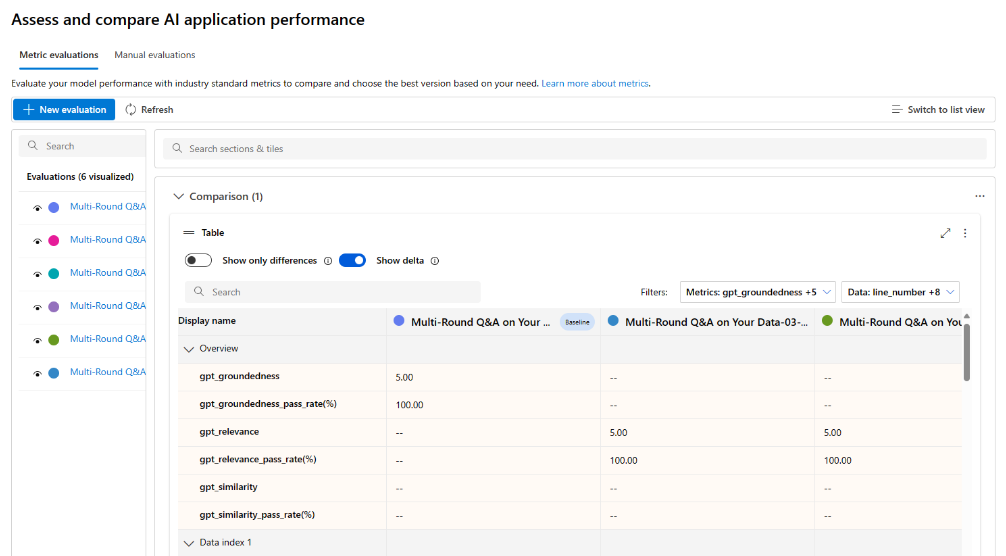 Assess and compare AI application performance
Metric evaluations
Manual evaluations
Evaluate your model performance with industry standard metrics to compare and choose the best version based on your need. Learn more about metrics.
New evaluation
Refresh
Switch to list view
Search
Evaluations (6 visualized)
Multi-Round Q&A
Multi-Round Q&A
Multi-Round Q&A
Multi-Round Q&A
Multi-Round Q&A
Multi-Round Q&A
Search sections & tiles
Comparison (1)
Table
Show only differences
Show delta
Search
Filters:
Metrics: gpt_groundedness +5
Data: line_number +8
Display name
Multi-Round Q&A on Your ...
Baseline
Multi-Round Q&A on Your Data-03-...
Multi-Round Q&A on You
Overview
gpt_groundedness 5.00 -- --
gpt_groundedness_pass_rate(%) 100.00 -- --
gpt_relevance -- 5.00 5.00
gpt_relevance_pass_rate(%) -- 100.00 100.00
gpt_similarity -- -- --
gpt_similarity_pass_rate(%) -- -- --
Data index 1